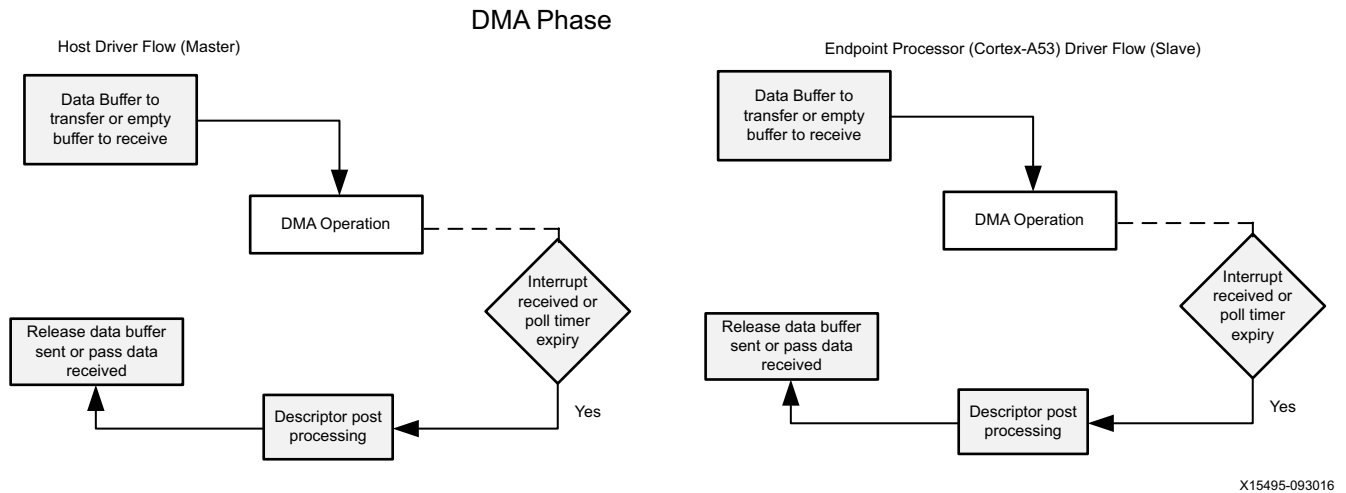 DMA Phase
Host Driver Flow (Master)
Data Buffer to
transfer or empty
buffer to receive
DMA Operation
Interrupt
received or
poll timer
expiry
Yes
Descriptor post
processing
Release data buffer
sent or pass data
received
Endpoint Processor (Cortex-A53) Driver Flow (Slave)
Data Buffer to
transfer or empty
buffer to receive
DMA Operation
Interrupt
received or
poll timer
expiry
Yes
Descriptor post
processing
Release data buffer
sent or pass data
received
X15495-093016